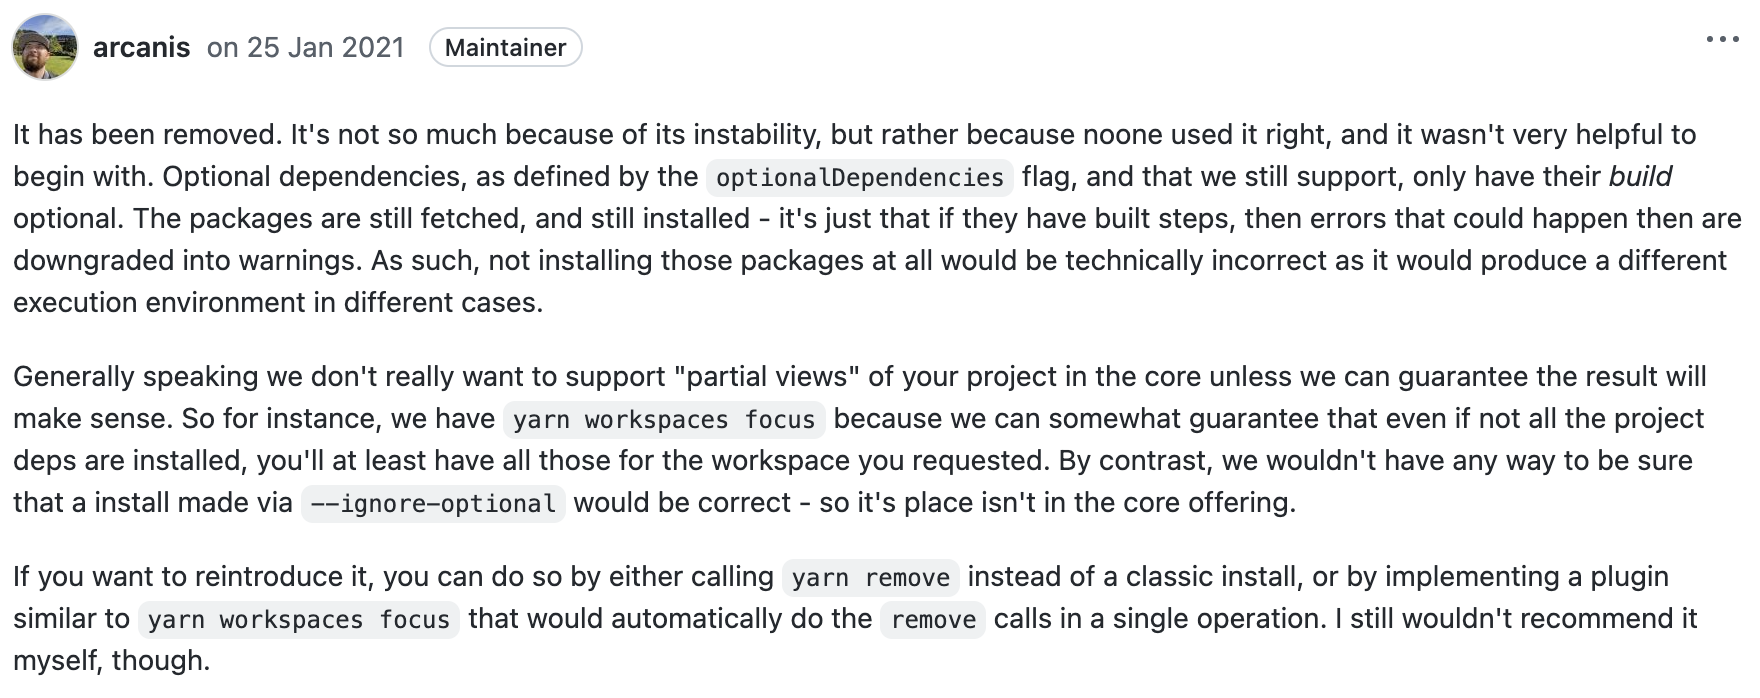 arcanis on 25 Jan 2021 Maintainer
It has been removed. It's not so much because of its instability, but rather because noone used it right, and it wasn't very helpful to
begin with. Optional dependencies, as defined by the optionalDependencies flag, and that we still support, only have their build
optional. The packages are still fetched, and still installed - it's just that if they have built steps, then errors that could happen then are
downgraded into warnings. As such, not installing those packages at all would be technically incorrect as it would produce a different
execution environment in different cases.
Generally speaking we don't really want to support "partial views" of your project in the core unless we can guarantee the result will
make sense. So for instance, we have yarn workspaces focus because we can somewhat guarantee that even if not all the project
deps are installed, you'll at least have all those for the workspace you requested. By contrast, we wouldn't have any way to be sure
that a install made via --ignore-optional would be correct - so it's place isn't in the core offering.
If you want to reintroduce it, you can do so by either calling yarn remove instead of a classic install, or by implementing a plugin
similar to yarn workspaces focus that would automatically do the remove calls in a single operation. I still wouldn't recommend it
myself, though.